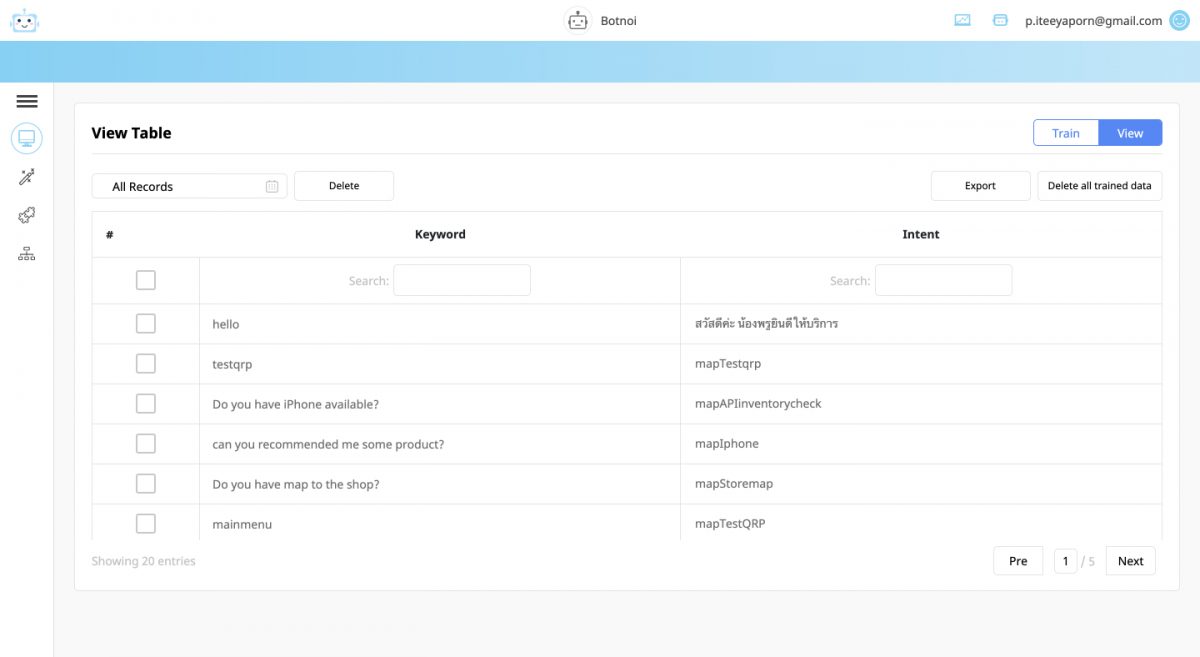 Botnoi
p.iteeyaporn@gmail.com
View Table
Train
View
All Records
Delete
Export
Delete all trained data
# Keyword Intent
Search: Search:
hello สวัสดีค่ะ น้องพรูยินดีให้บริการ
testqrp mapTestqrp
Do you have iPhone available? mapAPIinventorycheck
can you recommended me some product? mapIphone
Do you have map to the shop? mapStoremap
mainmenu mapTestQRP
Showing 20 entries
Pre 1 / 5 Next